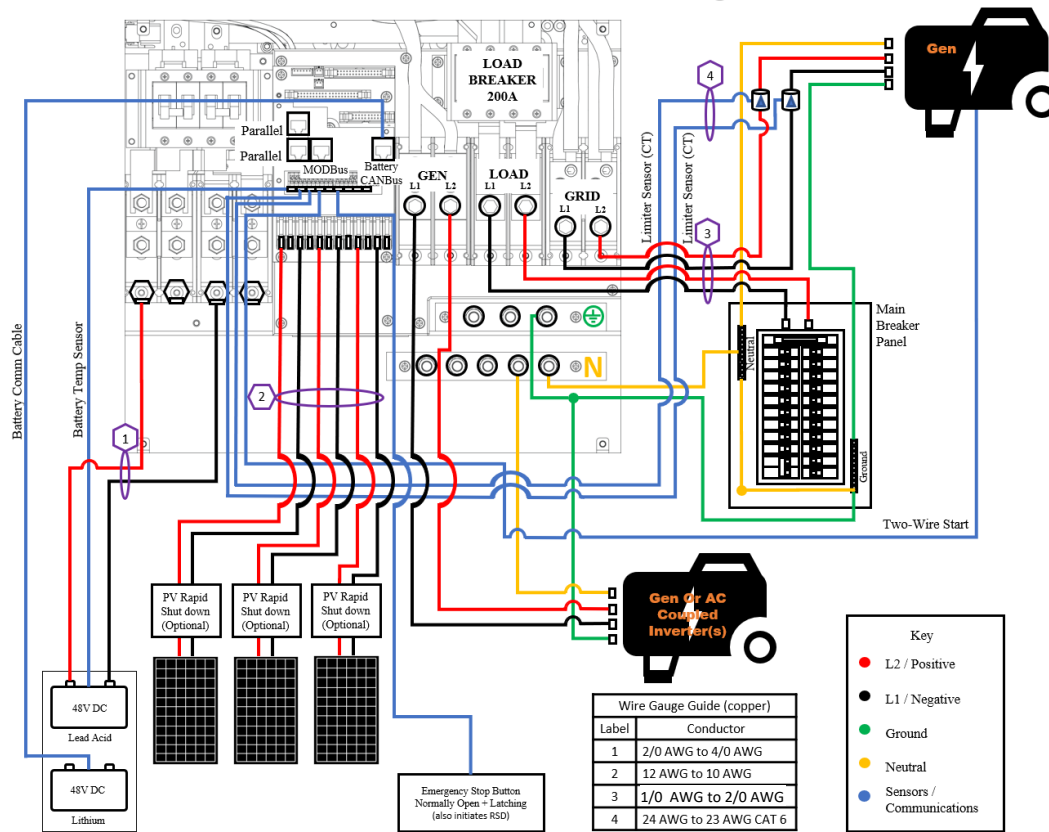 LOAD
BREAKER
200A
Gen
4
Parallel
Parallel
MODBus
Battery
CANBus
GEN
L1 L2
LOAD
L1 L2
GRID
L1 L2
Limiter Sensor (CT)
Limiter Sensor (CT)
3
Battery Comm Cable
Battery Temp Sensor
Main
Breaker
Panel
Neutral
Ground
N
2
1
Two-Wire Start
PV Rapid
Shut down
(Optional)
PV Rapid
Shut down
(Optional)
PV Rapid
Shut down
(Optional)
Gen Or AC
Coupled
Inverter(s)
48V DC
Lead Acid
48V DC
Lithium
Emergency Stop Button
Normally Open + Latching
(also initiates RSD)
Wire Gauge Guide (copper)
Label Conductor
1 2/0 AWG to 4/0 AWG
2 12 AWG to 10 AWG
3 1/0 AWG to 2/0 AWG
4 24 AWG to 23 AWG CAT 6
Key
L2 / Positive
L1 / Negative
Ground
Neutral
Sensors /
Communications